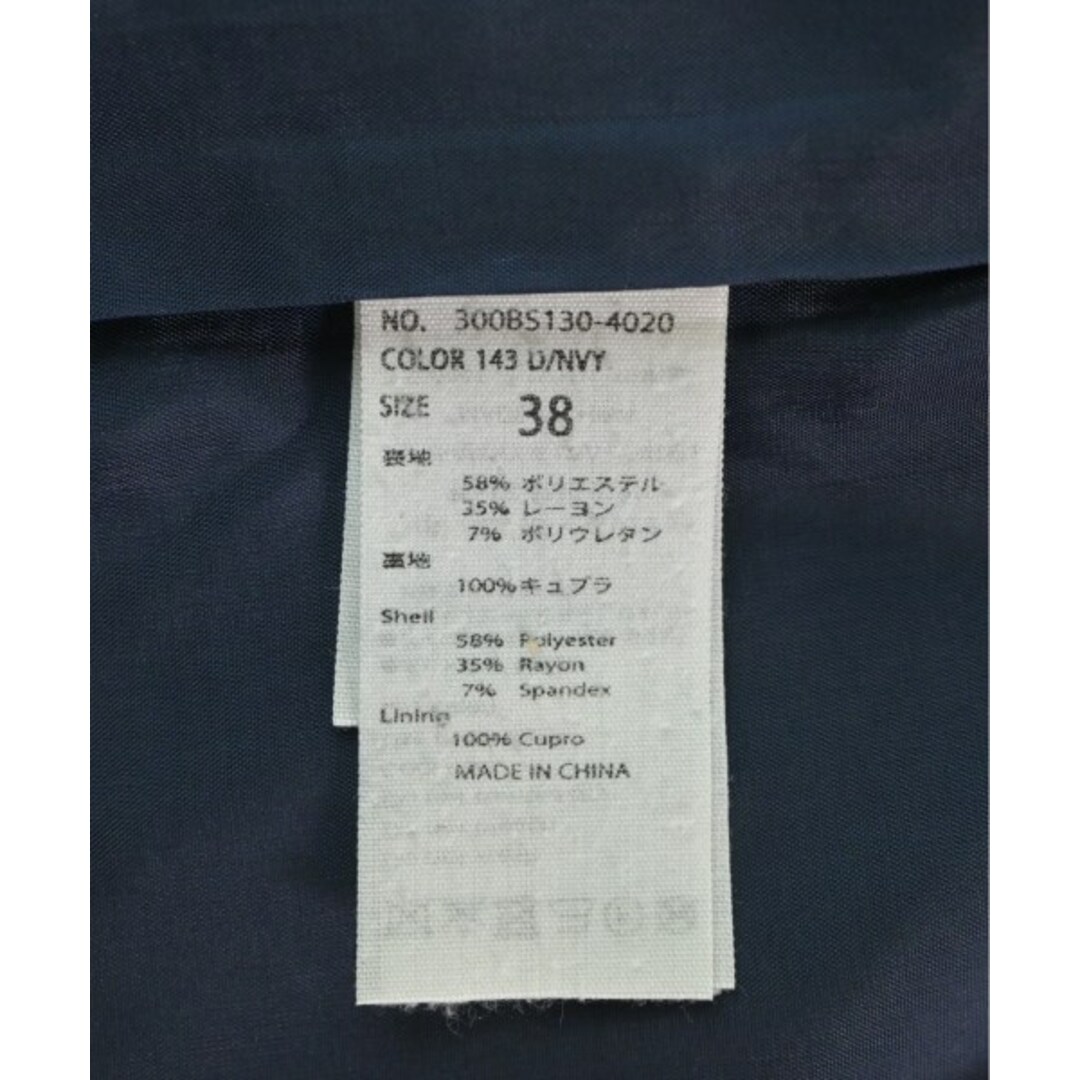 NO. 300BS130-4020
COLOR 143 D/NVY
SIZE 38
表地
58% ポリエステル
35% レーヨン
7% ポリウレタン
裏地
100% キュプラ
Shell
58% Polyester
35% Rayon
7% Spandex
Lining
100% Cupro
MADE IN CHINA